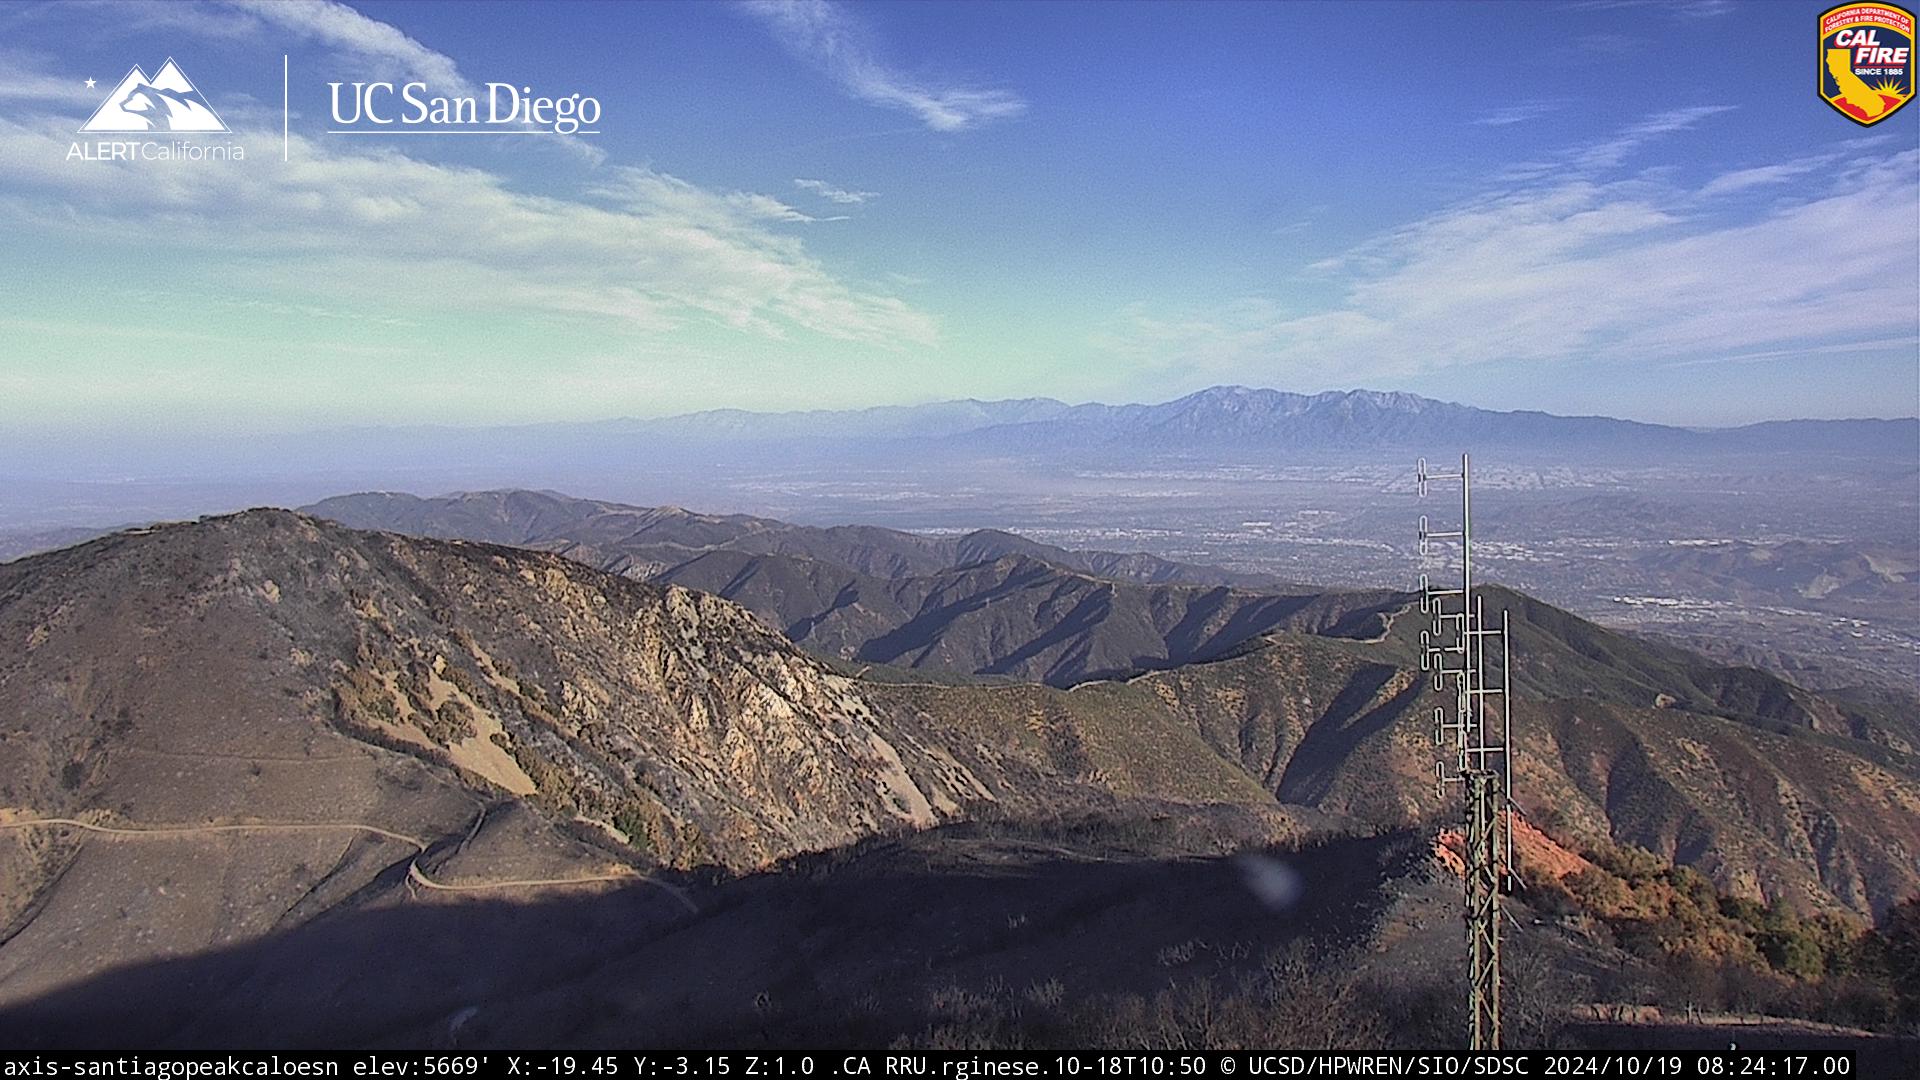 ALERTCalifornia
UC San Diego
CALIFORNIA DEPARTMENT OF
FORESTRY & FIRE PROTECTION
CAL
FIRE
SINCE 1885
axis-santiagopeakcaloesn elev:5669' X:-19.45 Y:-3.15 Z:1.0 .CA RRU.rginese.10-18T10:50 © UCSD/HPWREN/SIO/SDSC 2024/10/19 08:24:17.00